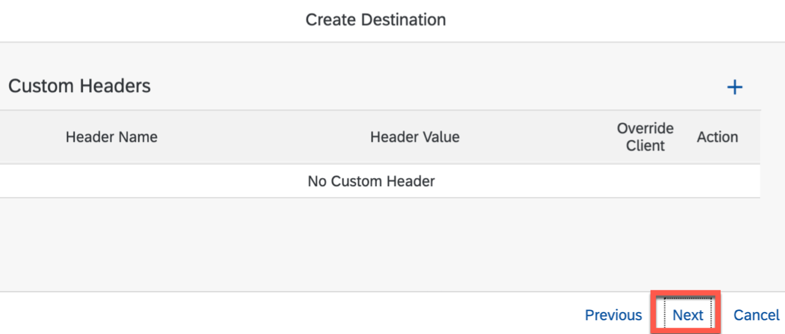 Create Destination
Custom Headers +
Header Name Header Value Override Client Action
No Custom Header
Previous Next Cancel